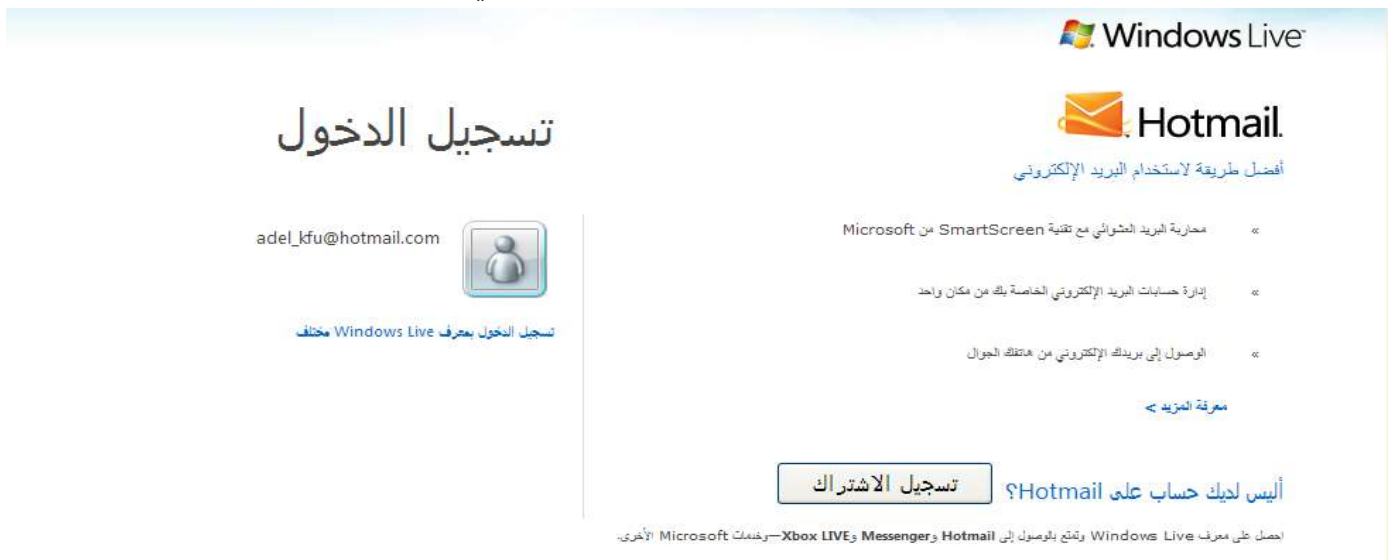 Windows Live
Hotmail.
أفضل طريقة لاستخدام البريد الإلكتروني
» محاربة البريد العشوائي مع تقنية SmartScreen من Microsoft
» إدارة حسابات البريد الإلكتروني الخاصة بك من مكان واحد
» الوصول إلى بريدك الإلكتروني من هاتفك الجوال
معرفة المزيد >
أليس لديك حساب على Hotmail؟ تسجيل الاشتراك
احصل على معرف Windows Live وتمتع بالوصول إلى Hotmail وMessenger وXbox LIVE—وخدمات Microsoft الأخرى.
تسجيل الدخول
adel_kfu@hotmail.com
تسجيل الدخول بمعرف Windows Live مختلف